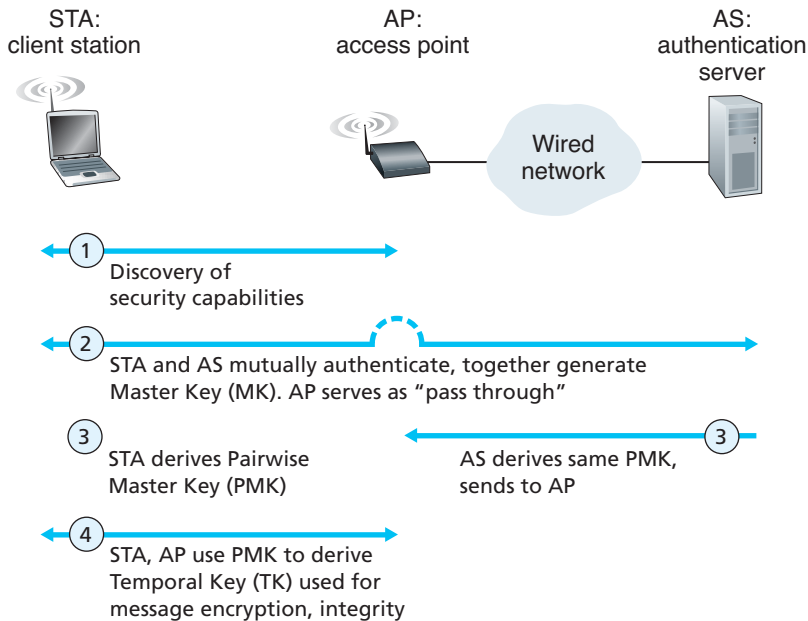 STA:
client station
AP:
access point
AS:
authentication
server
Wired
network
1
Discovery of
security capabilities
2
STA and AS mutually authenticate, together generate
Master Key (MK). AP serves as “pass through”
3
STA derives Pairwise
Master Key (PMK)
3
AS derives same PMK,
sends to AP
4
STA, AP use PMK to derive
Temporal Key (TK) used for
message encryption, integrity